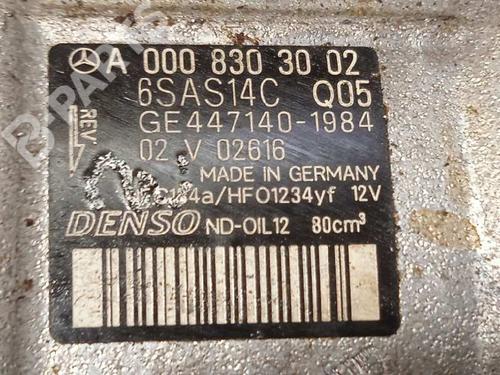 A 000 830 30 02
6SAS14C Q05
REV
GE447140-1984
02 V 02616
MADE IN GERMANY
/HFO1234yf 12V
DENSO ND-OIL12 80cm³
B-PARTS